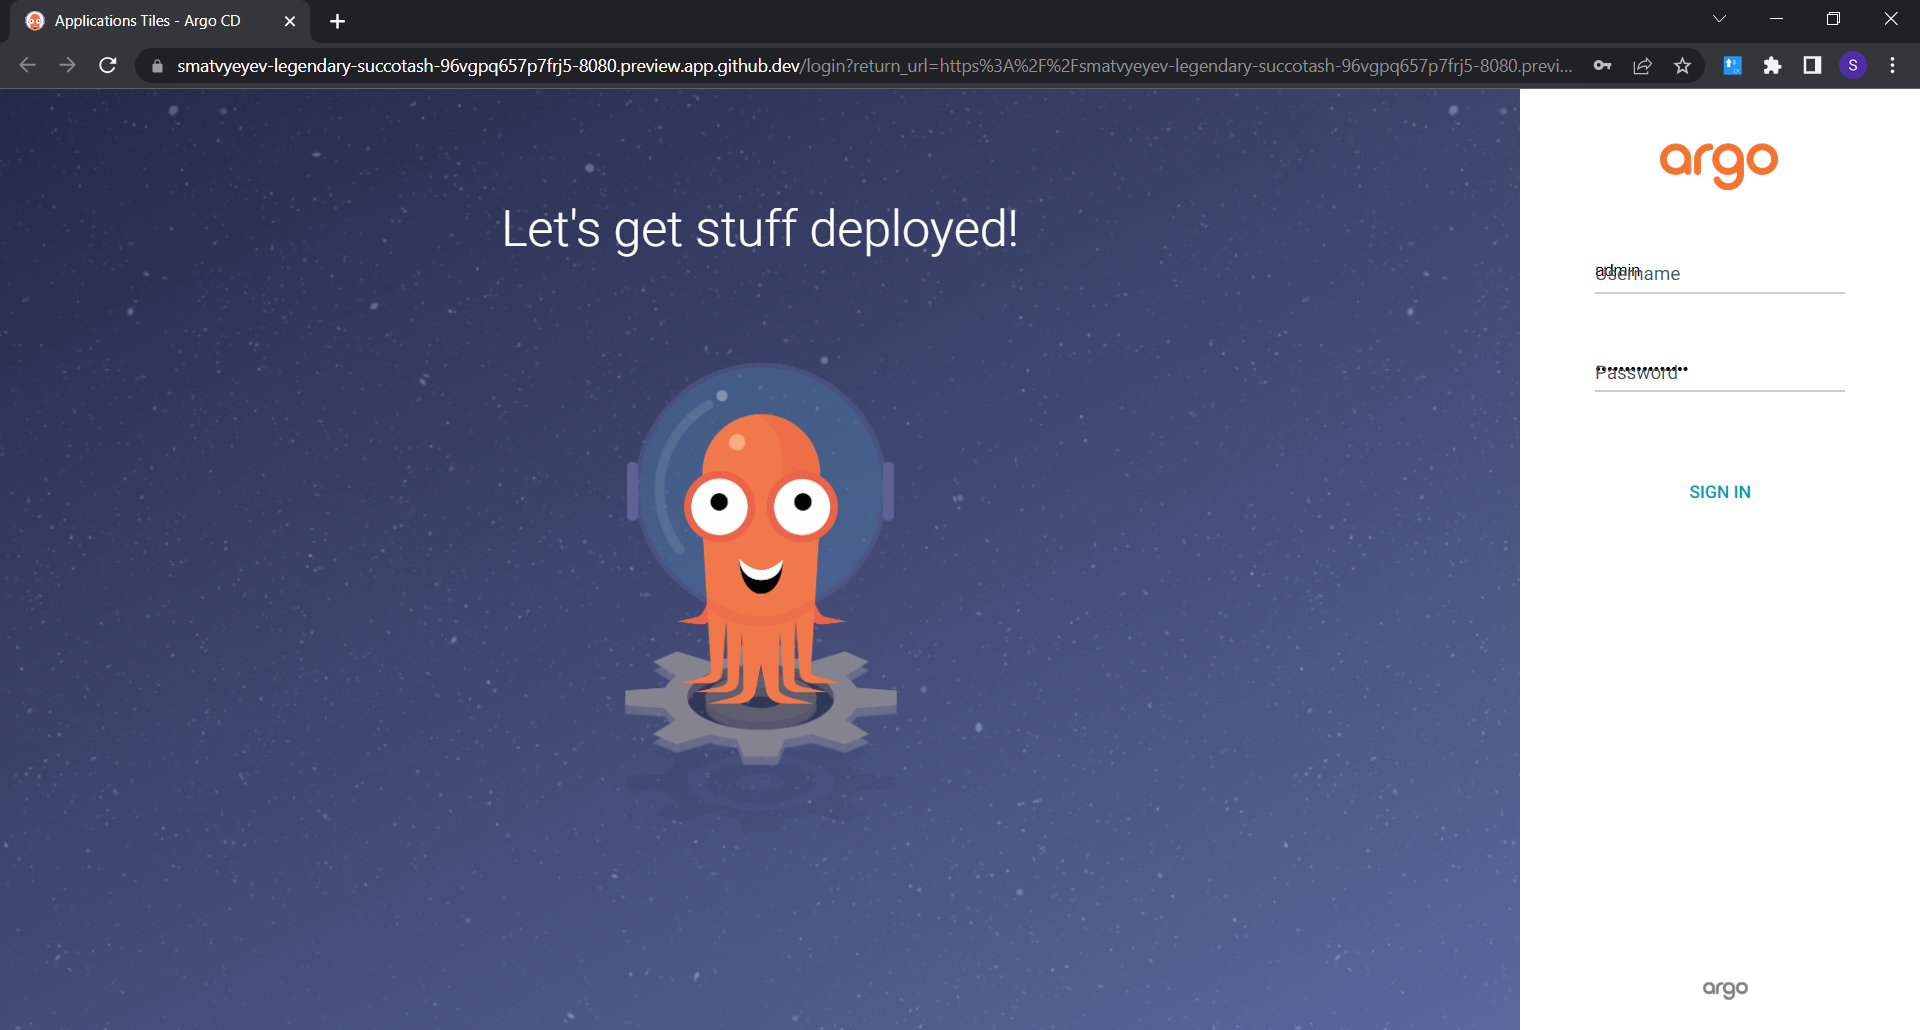 Applications Tiles - Argo CD
smatvyeyev-legendary-succotash-96vgpq657p7frj5-8080.preview.app.github.dev/login?return_url=https%3A%2F%2Fsmatvyeyev-legendary-succotash-96vgpq657p7frj5-8080.previ...
S
Let's get stuff deployed!
argo
admin
Username
Password
SIGN IN
argo